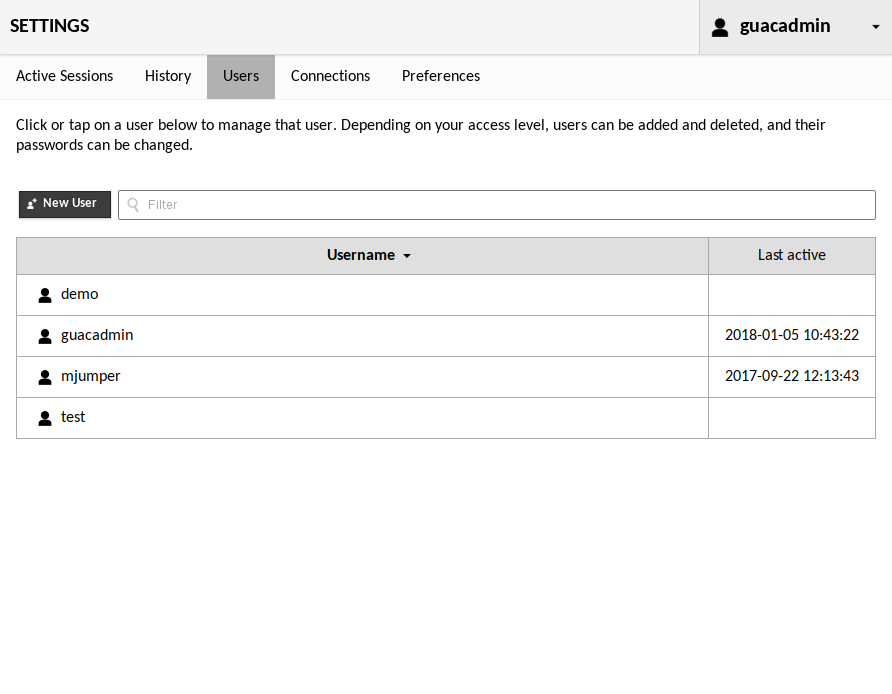 SETTINGS
guacadmin
Active Sessions
History
Users
Connections
Preferences
Click or tap on a user below to manage that user. Depending on your access level, users can be added and deleted, and their
passwords can be changed.
New User
Filter
Username
Last active
demo
guacadmin
2018-01-05 10:43:22
mjumper
2017-09-22 12:13:43
test